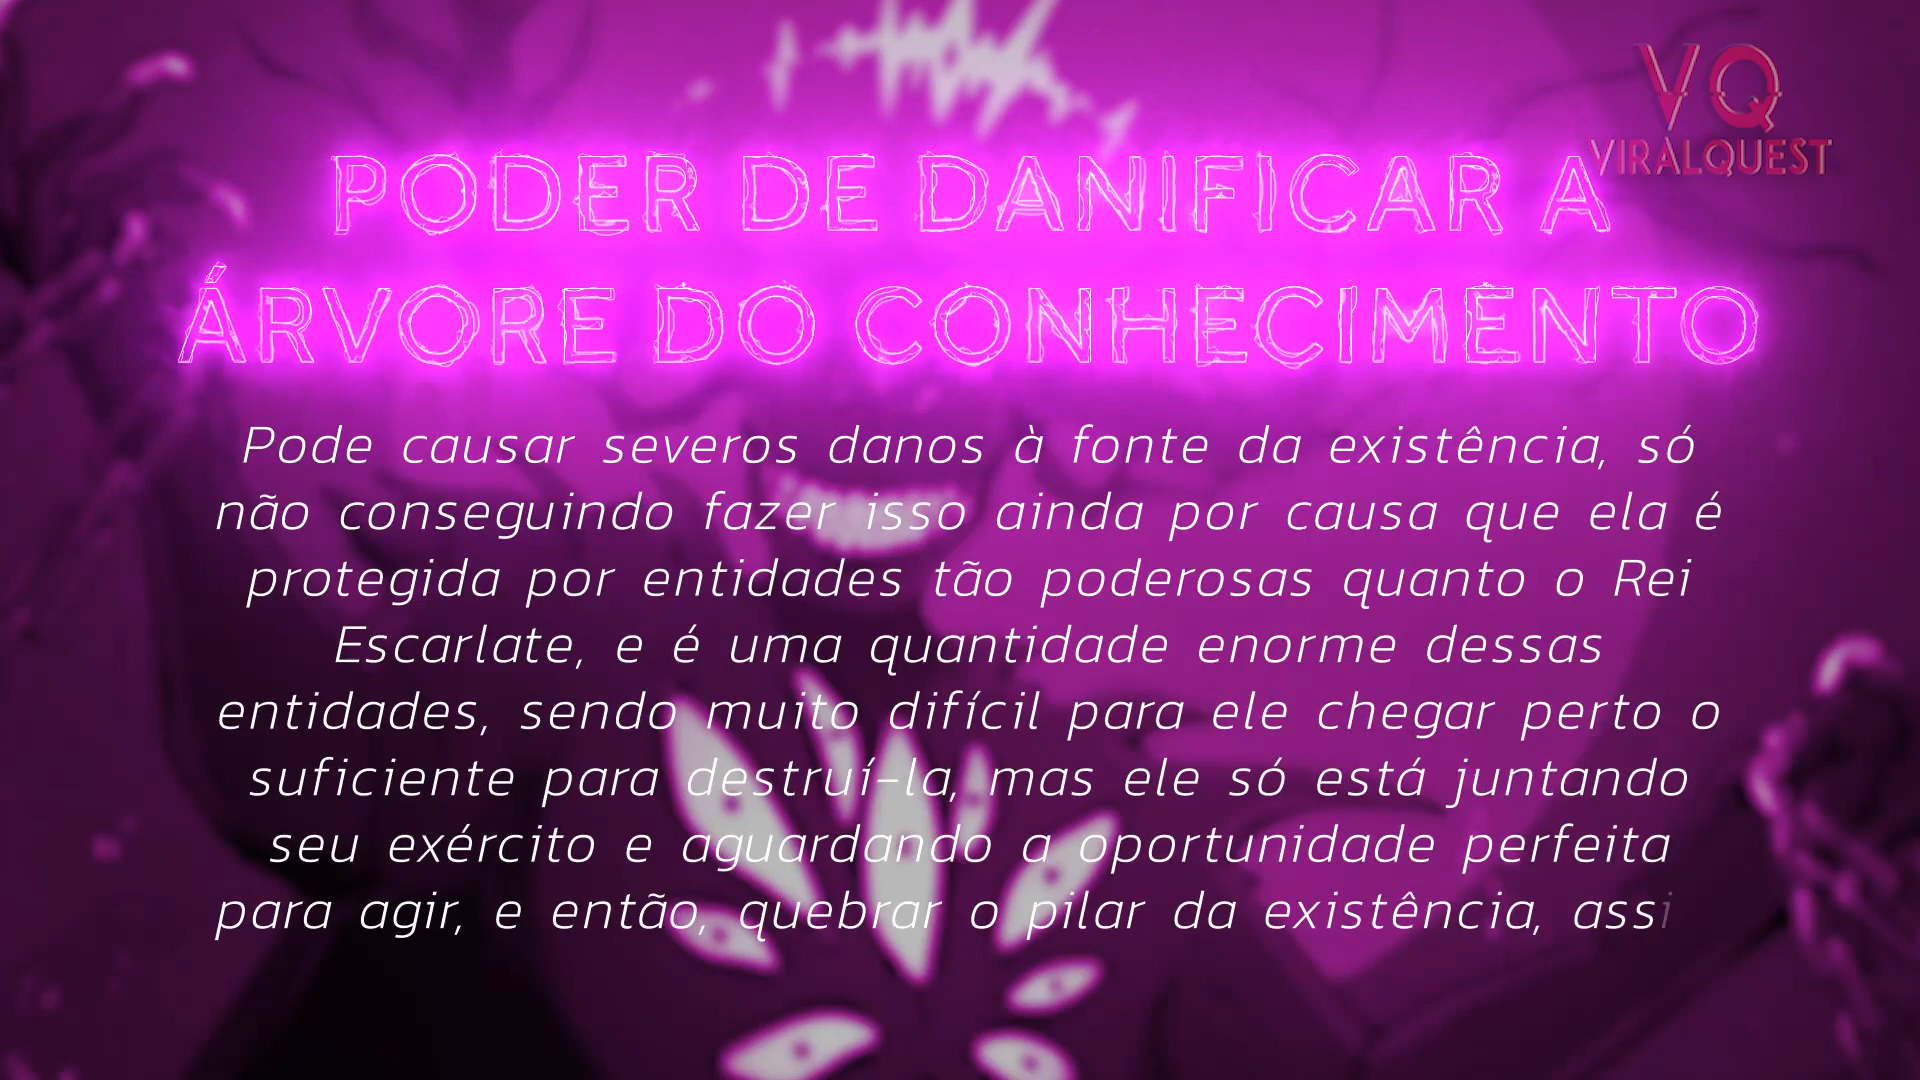 VQ
VIRALQUEST
PODER DE DANIFICAR A
ÁRVORE DO CONHECIMENTO
Pode causar severos danos à fonte da existência, só
não conseguindo fazer isso ainda por causa que ela é
protegida por entidades tão poderosas quanto o Rei
Escarlate, e é uma quantidade enorme dessas
entidades, sendo muito difícil para ele chegar perto o
suficiente para destruí-la, mas ele só está juntando
seu exército e aguardando a oportunidade perfeita
para agir, e então, quebrar o pilar da existência, assi